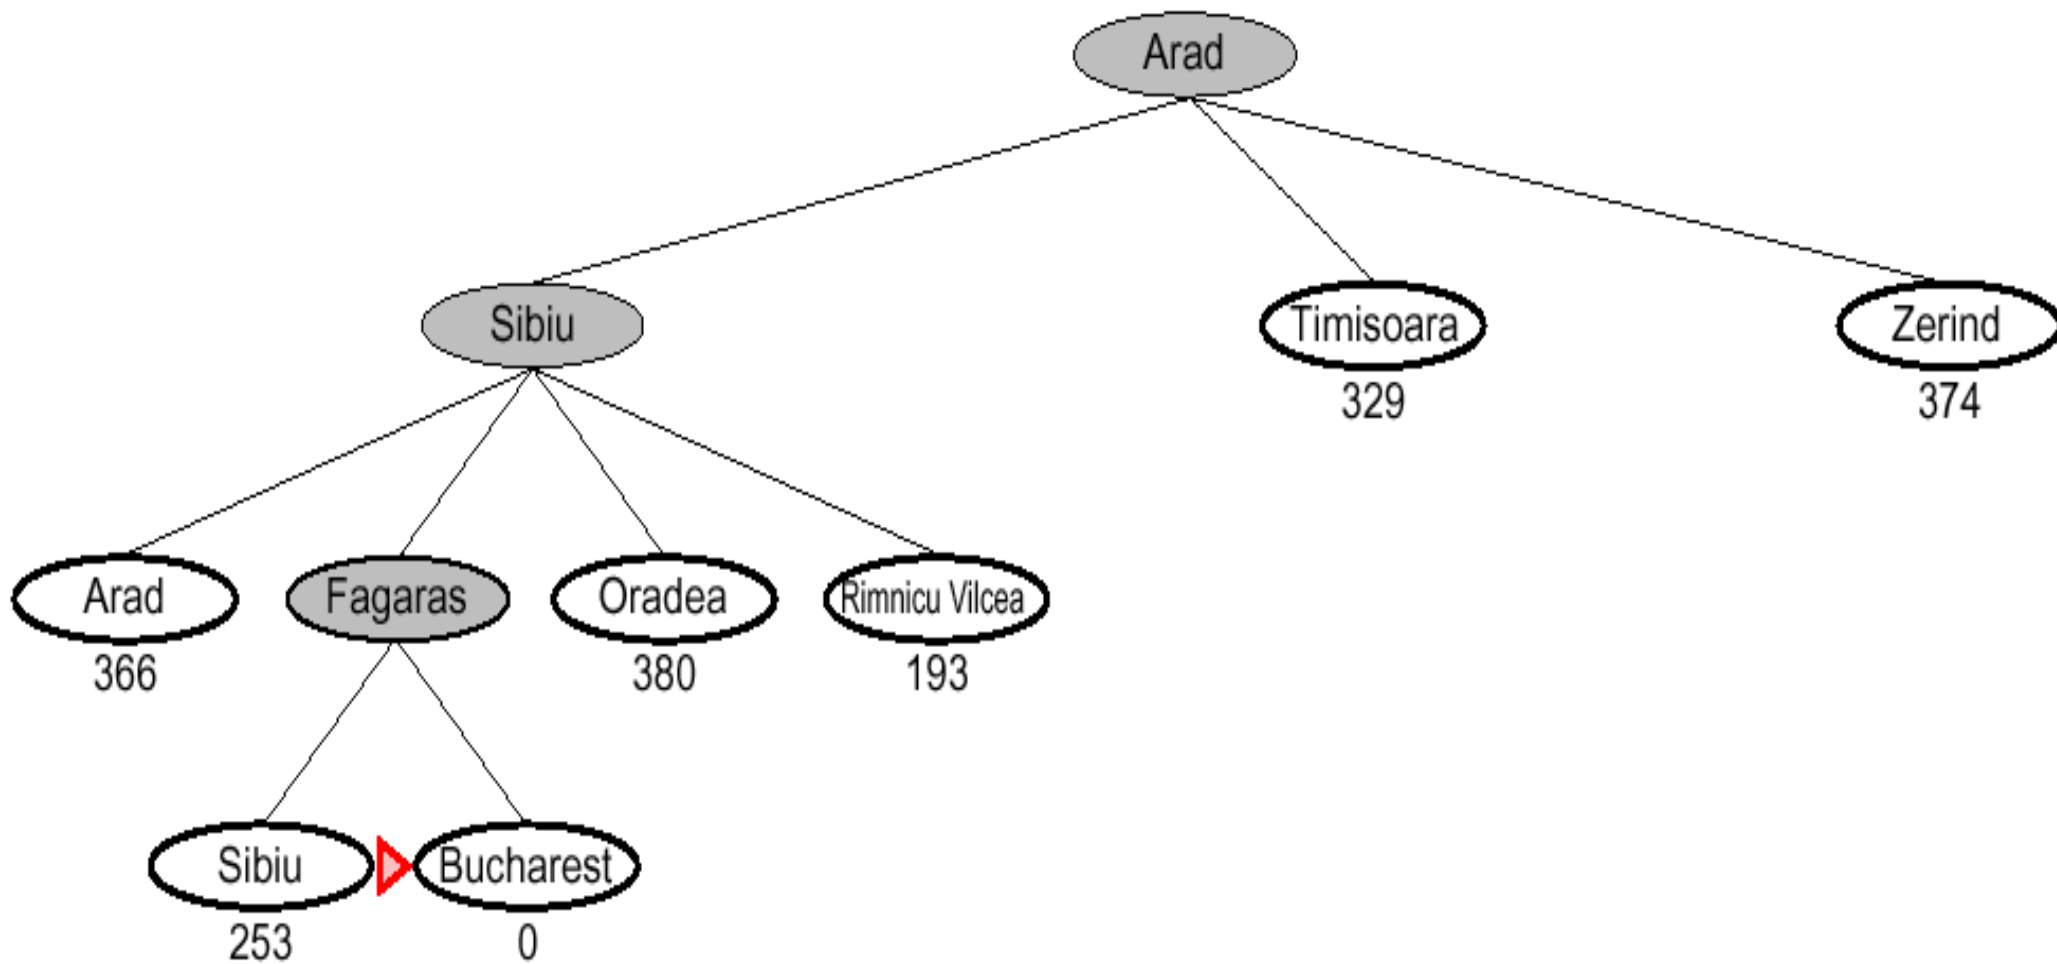 Arad
Sibiu
Timisoara
Zerind
329
374
Arad
Fagaras
Oradea
Rimnicu Vilcea
366
380
193
Sibiu
Bucharest
253
0